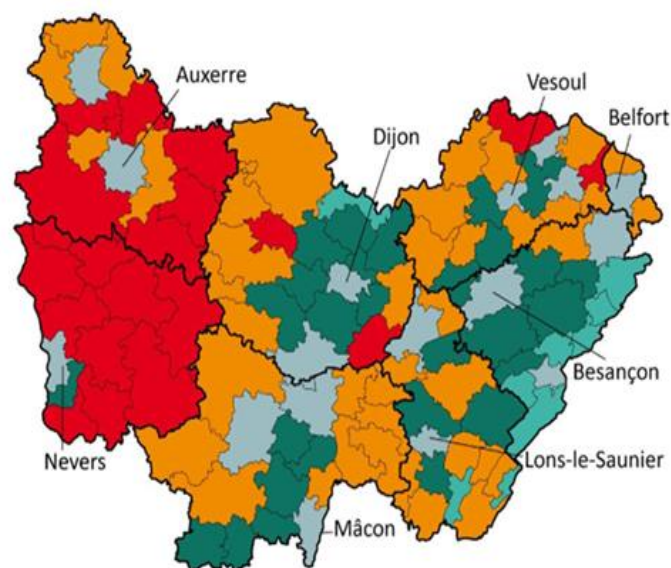 Auxerre
Vesoul
Belfort
Dijon
Besançon
Nevers
Lons-le-Saunier
Mâcon